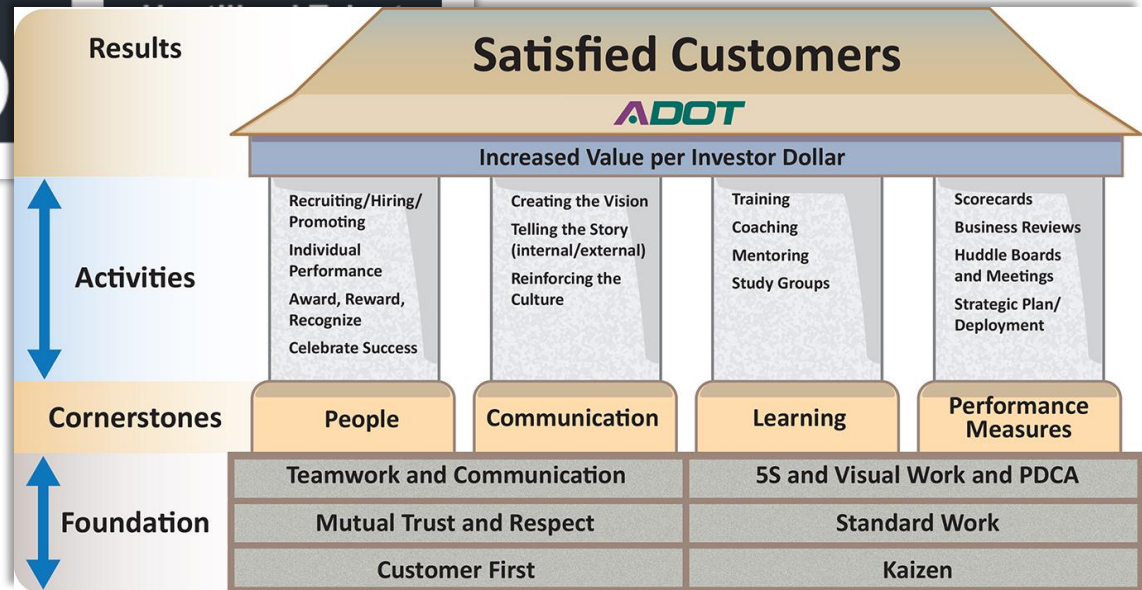 Results
Satisfied Customers
ADOT
Increased Value per Investor Dollar
Activities
Recruiting/Hiring/
Promoting
Individual
Performance
Award, Reward,
Recognize
Celebrate Success
Creating the Vision
Telling the Story
(internal/external)
Reinforcing the
Culture
Training
Coaching
Mentoring
Study Groups
Scorecards
Business Reviews
Huddle Boards
and Meetings
Strategic Plan/
Deployment
Cornerstones
People
Communication
Learning
Performance
Measures
Foundation
Teamwork and Communication
5S and Visual Work and PDCA
Mutual Trust and Respect
Standard Work
Customer First
Kaizen